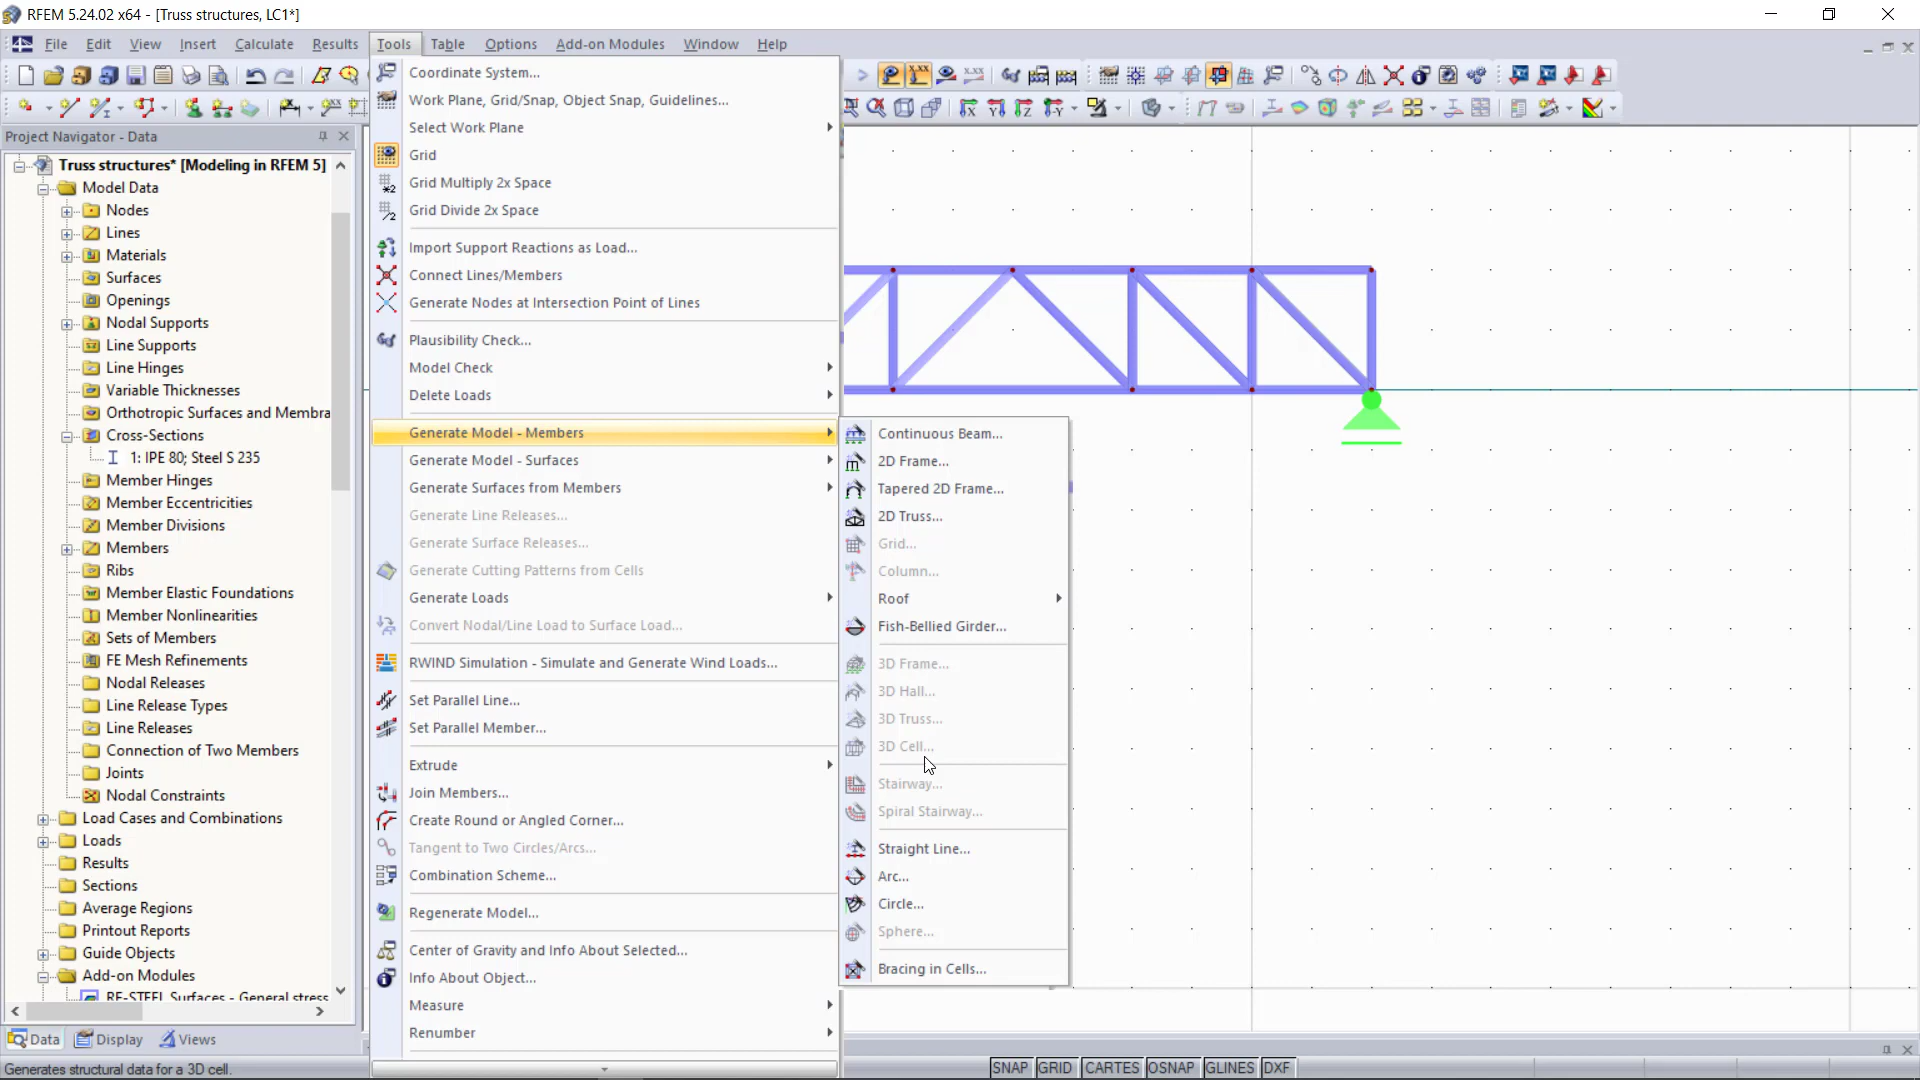 RFEM 5.24.02 x64 - [Truss structures, LC1*]
File Edit View Insert Calculate Results Tools Table Options Add-on Modules Window Help
Project Navigator - Data
Truss structures* [Modeling in RFEM 5]
Model Data
Nodes
Lines
Materials
Surfaces
Openings
Nodal Supports
Line Supports
Line Hinges
Variable Thicknesses
Orthotropic Surfaces and Membra
Cross-Sections
1: IPE 80; Steel S 235
Member Hinges
Member Eccentricities
Member Divisions
Members
Ribs
Member Elastic Foundations
Member Nonlinearities
Sets of Members
FE Mesh Refinements
Nodal Releases
Line Release Types
Line Releases
Connection of Two Members
Joints
Nodal Constraints
Load Cases and Combinations
Loads
Results
Sections
Average Regions
Printout Reports
Guide Objects
Add-on Modules
RF-STEEL Surfaces - General stress
Data Display Views
Generates structural data for a 3D cell.
Coordinate System...
Work Plane, Grid/Snap, Object Snap, Guidelines...
Select Work Plane
Grid
Grid Multiply 2x Space
Grid Divide 2x Space
Import Support Reactions as Load...
Connect Lines/Members
Generate Nodes at Intersection Point of Lines
Plausibility Check...
Model Check
Delete Loads
Generate Model - Members
Generate Model - Surfaces
Generate Surfaces from Members
Generate Line Releases...
Generate Surface Releases...
Generate Cutting Patterns from Cells
Generate Loads
Convert Nodal/Line Load to Surface Load...
RWIND Simulation - Simulate and Generate Wind Loads...
Set Parallel Line...
Set Parallel Member...
Extrude
Join Members...
Create Round or Angled Corner...
Tangent to Two Circles/Arcs...
Combination Scheme...
Regenerate Model...
Center of Gravity and Info About Selected...
Info About Object...
Measure
Renumber
Continuous Beam...
2D Frame...
Tapered 2D Frame...
2D Truss...
Grid...
Column...
Roof
Fish-Bellied Girder...
3D Frame...
3D Hall...
3D Truss...
3D Cell...
Stairway...
Spiral Stairway...
Straight Line...
Arc...
Circle...
Sphere...
Bracing in Cells...
SNAP GRID CARTES OSNAP GLINES DXF